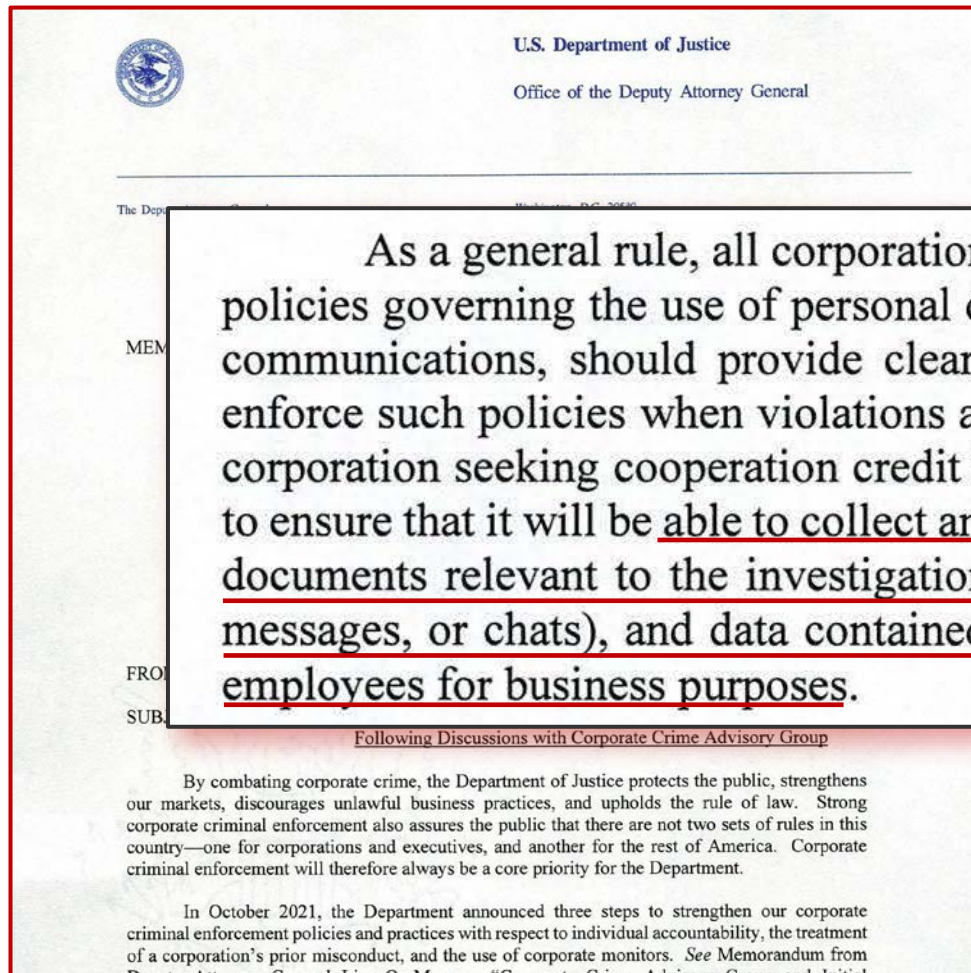 U.S. Department of Justice
Office of the Deputy Attorney General
The
As a general rule, all
policies governing the use of personal
communications, should provide
enforce such policies when violations
corporation seeking cooperation credit
to ensure that it will be able to collect
documents relevant to the
messages, or chats), and data
employees for business purposes.
Following Discussions with Corporate Crime Advisory Group
By combating corporate crime, the Department of Justice protects the public, strengthens
our markets, discourages unlawful business practices, and upholds the rule of law. Strong
corporate criminal enforcement also assures the public that there are not two sets of rules in this
country—one for corporations and executives, and another for the rest of America. Corporate
criminal enforcement will therefore always be a core priority for the Department.
In October 2021, the Department announced three steps to strengthen our corporate
criminal enforcement policies and practices with respect to individual accountability, the treatment
of a corporation's prior misconduct, and the use of corporate monitors. See Memorandum from